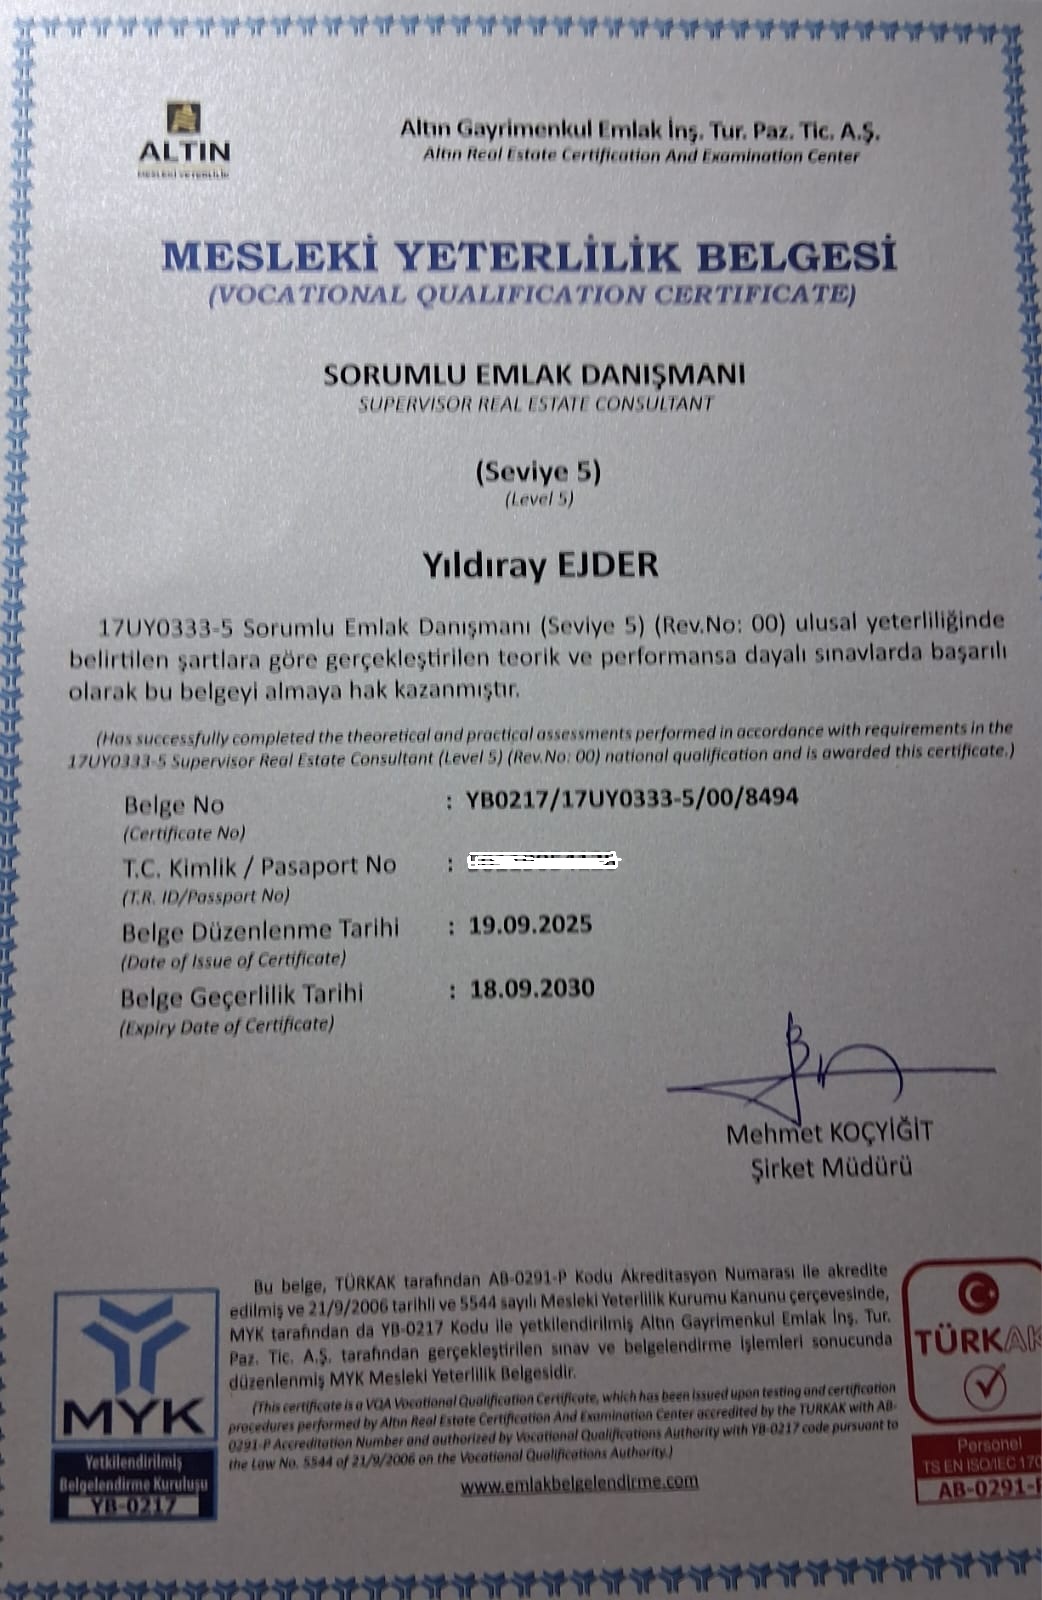 ALTIN
MESLEKİ YETERLİLİK
Altın Gayrimenkul Emlak İnş. Tur. Paz. Tic. A.Ş.
Altın Real Estate Certification And Examination Center
MESLEKİ YETERLİLİK BELGESİ
(VOCATIONAL QUALIFICATION CERTIFICATE)
SORUMLU EMLAK DANIŞMANI
SUPERVISOR REAL ESTATE CONSULTANT
(Seviye 5)
(Level 5)
Yıldıray EJDER
17UY0333-5 Sorumlu Emlak Danışmanı (Seviye 5) (Rev.No: 00) ulusal yeterliliğinde
belirtilen şartlara göre gerçekleştirilen teorik ve performansa dayalı sınavlarda başarılı
olarak bu belgeyi almaya hak kazanmıştır.
(Has successfully completed the theoretical and practical assessments performed in accordance with requirements in the
17UY0333-5 Supervisor Real Estate Consultant (Level 5) (Rev.No: 00) national qualification and is awarded this certificate.)
Belge No : YB0217/17UY0333-5/00/8494
(Certificate No)
T.C. Kimlik / Pasaport No :
(T.R. ID/Passport No)
Belge Düzenlenme Tarihi : 19.09.2025
(Date of Issue of Certificate)
Belge Geçerlilik Tarihi : 18.09.2030
(Expiry Date of Certificate)
Mehmet KOÇYİĞİT
Şirket Müdürü
Bu belge, TÜRKAK tarafından AB-0291-P Kodu Akreditasyon Numarası ile akredite
edilmiş ve 21/9/2006 tarihli ve 5544 sayılı Mesleki Yeterlilik Kurumu Kanunu çerçevesinde,
MYK tarafından da YB-0217 Kodu ile yetkilendirilmiş Altın Gayrimenkul Emlak İnş. Tur.
Paz. Tic. A.Ş. tarafından gerçekleştirilen sınav ve belgelendirme işlemleri sonucunda
düzenlenmiş MYK Mesleki Yeterlilik Belgesidir.
(This certificate is a VQA Vocational Qualification Certificate, which has been issued upon testing and certification
procedures performed by Altın Real Estate Certification And Examination Center accredited by the TURKAK with AB-
0291-P Accreditation Number and authorized by Vocational Qualifications Authority with YB-0217 code pursuant to
the Law No. 5544 of 21/9/2006 on the Vocational Qualifications Authority.)
www.emlakbelgelendirme.com
MYK
Yetkilendirilmiş
Belgelendirme Kuruluşu
YB-0217
TÜRKAK
Personel
TS EN ISO/IEC 170
AB-0291-P